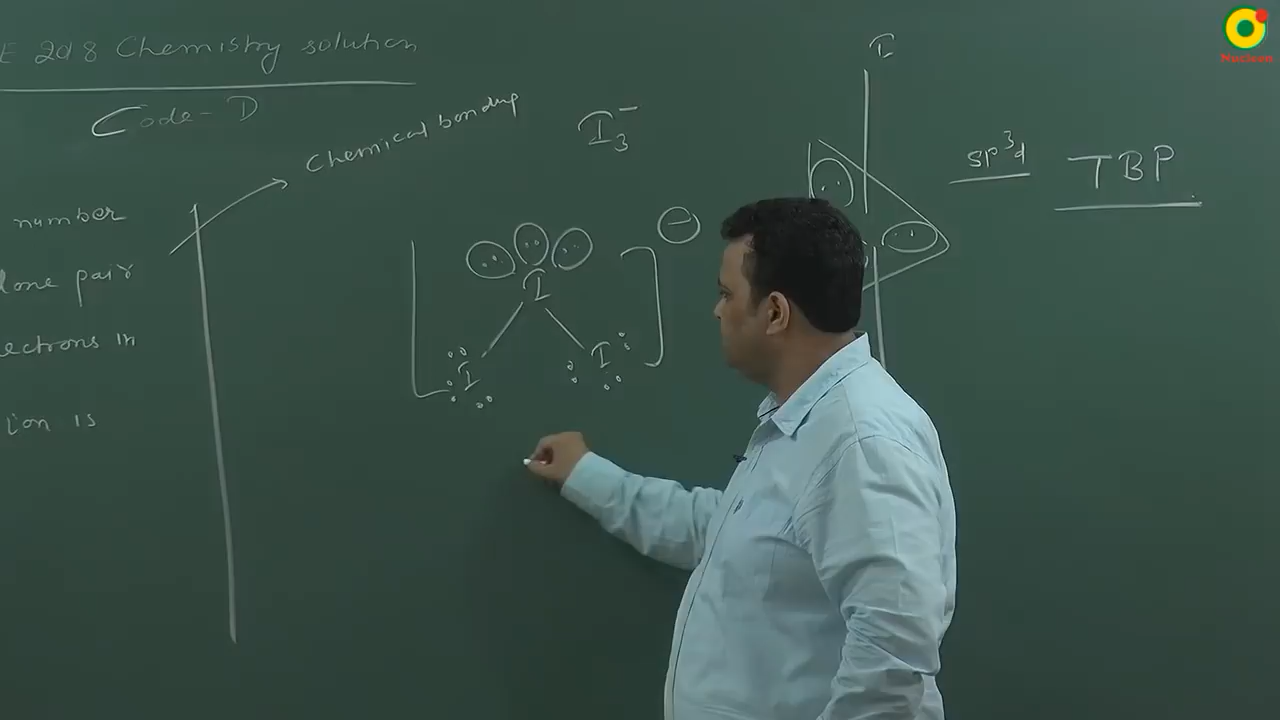 E 2018 Chemistry solution
Code-D
Chemical bonding
number
lone pair
ectrons in
ion is
I₃⁻
I
I I
I
sp³d
TBP
Nucleon